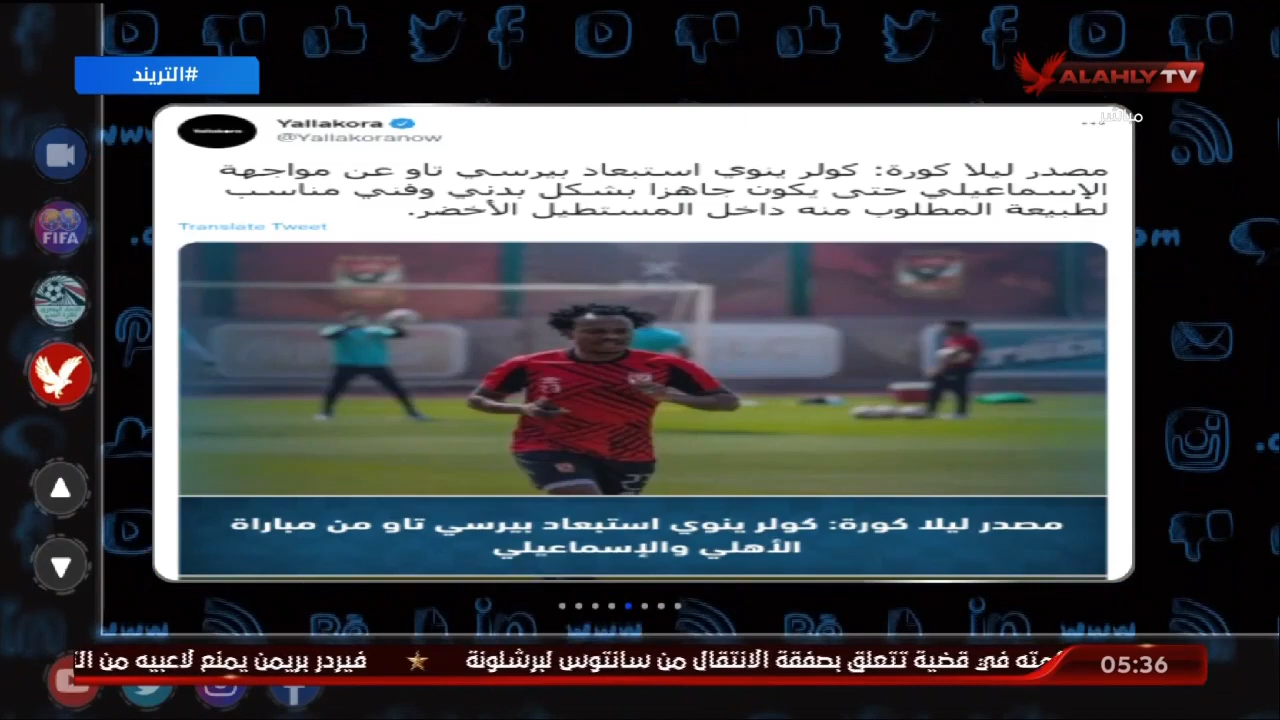 #التريند
ALAHLY TV
مباشر
Yallakora
Yallakora
@Yallakoranow
مصدر ليلا كورة: كولر ينوي استبعاد بيرسي تاو عن مواجهة
الإسماعيلي حتى يكون جاهزا بشكل بدني وفني مناسب
لطبيعة المطلوب منه داخل المستطيل الأخضر.
Translate Tweet
مصدر ليلا كورة: كولر ينوي استبعاد بيرسي تاو من مباراة
الأهلي والإسماعيلي
FIFA
في قضية تتعلق بصفقة الانتقال من سانتوس لبرشلونة ★ فيردر بريمن يمنع لاعبيه من
05:36